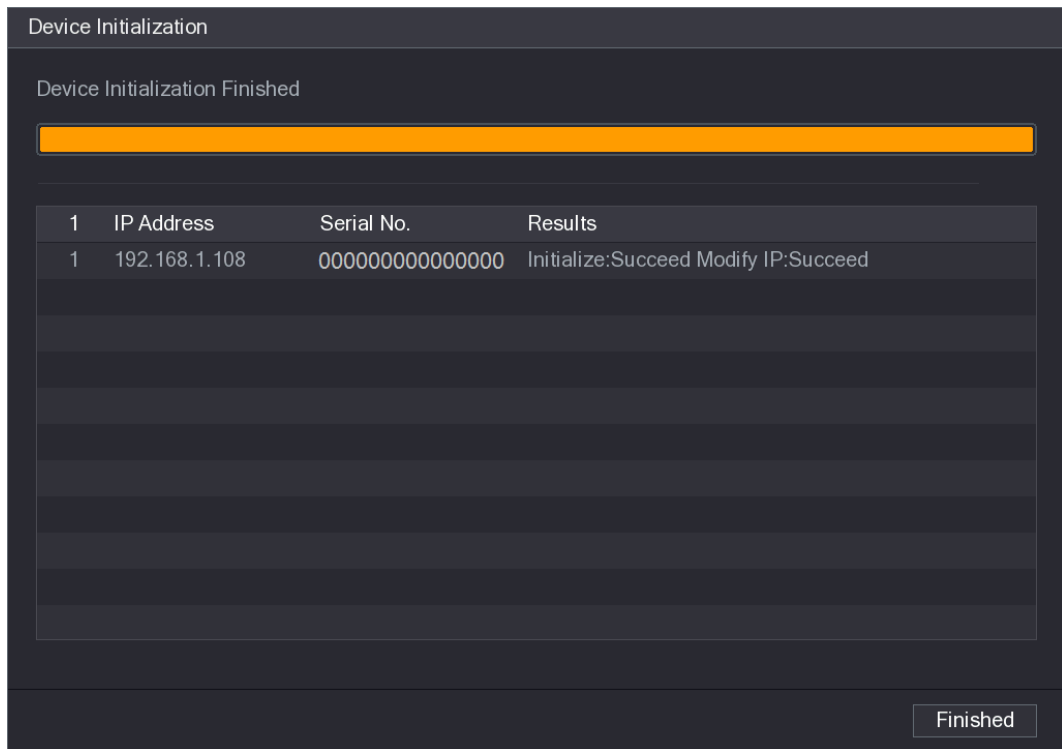 Device Initialization
Device Initialization Finished
1 IP Address Serial No. Results
1 192.168.1.108 000000000000000 Initialize:Succeed Modify IP:Succeed
Finished